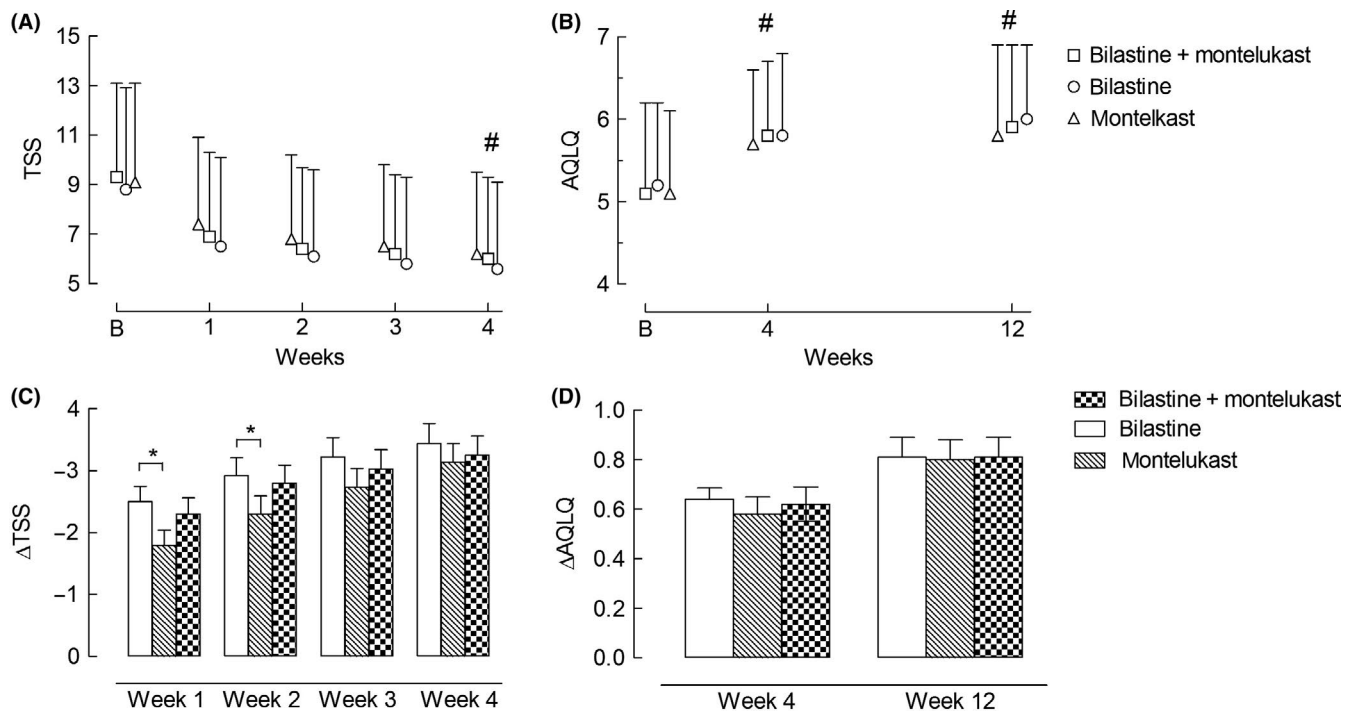 (A)
15
13
11
9
7
5
TSS
#
B 1 2 3 4
Weeks
(B)
7
6
5
4
AQLQ
# #
B 4 12
Weeks
Bilastine + montelukast
Bilastine
Montelkast
(C)
4
–3
–2
–1
0
ΔTSS
* *
Week 1 Week 2 Week 3 Week 4
(D)
1.0
0.8
0.6
0.4
0.2
0.0
ΔAQLQ
Week 4 Week 12
Bilastine + montelukast
Bilastine
Montelukast